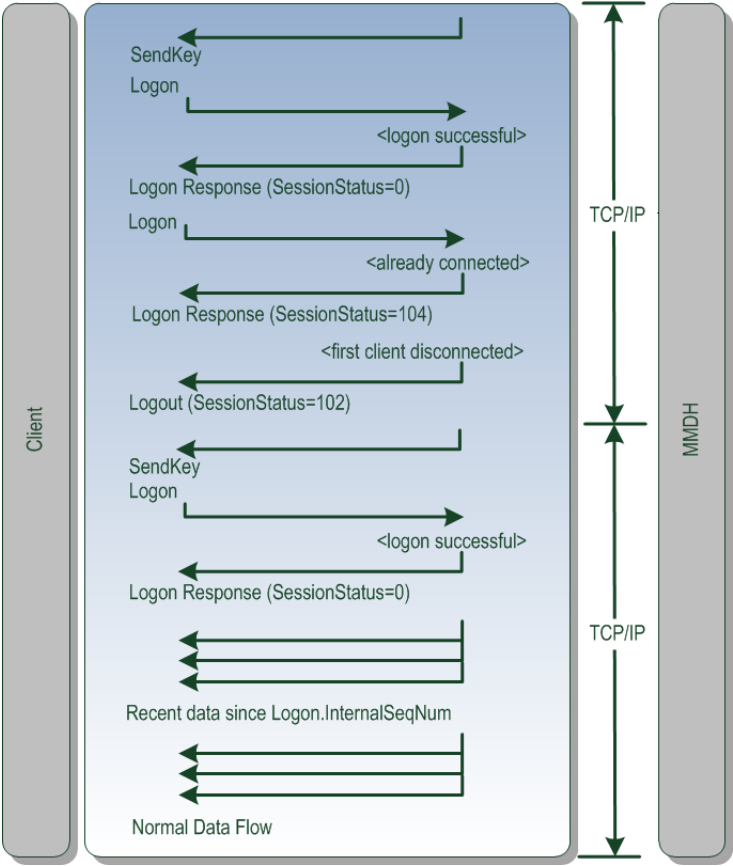 SendKey
Logon
<logon successful>
Logon Response (SessionStatus=0)
Logon
<already connected>
Logon Response (SessionStatus=104)
<first client disconnected>
Logout (SessionStatus=102)
SendKey
Logon
<logon successful>
Logon Response (SessionStatus=0)
Recent data since Logon.InternalSeqNum
Normal Data Flow
Client
TCP/IP
TCP/IP
MMDH